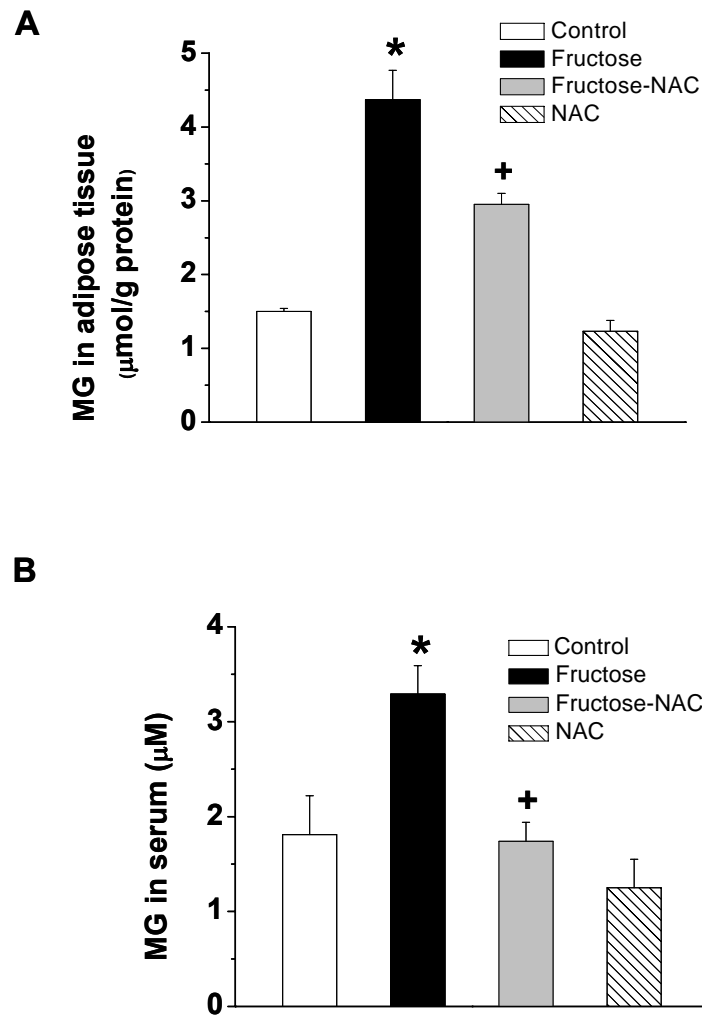 A
Control
Fructose
Fructose-NAC
NAC
*
+
5
4
3
2
1
0
MG in adipose tissue
(μmol/g protein)
B
Control
Fructose
Fructose-NAC
NAC
*
+
4
3
2
1
0
MG in serum (μM)